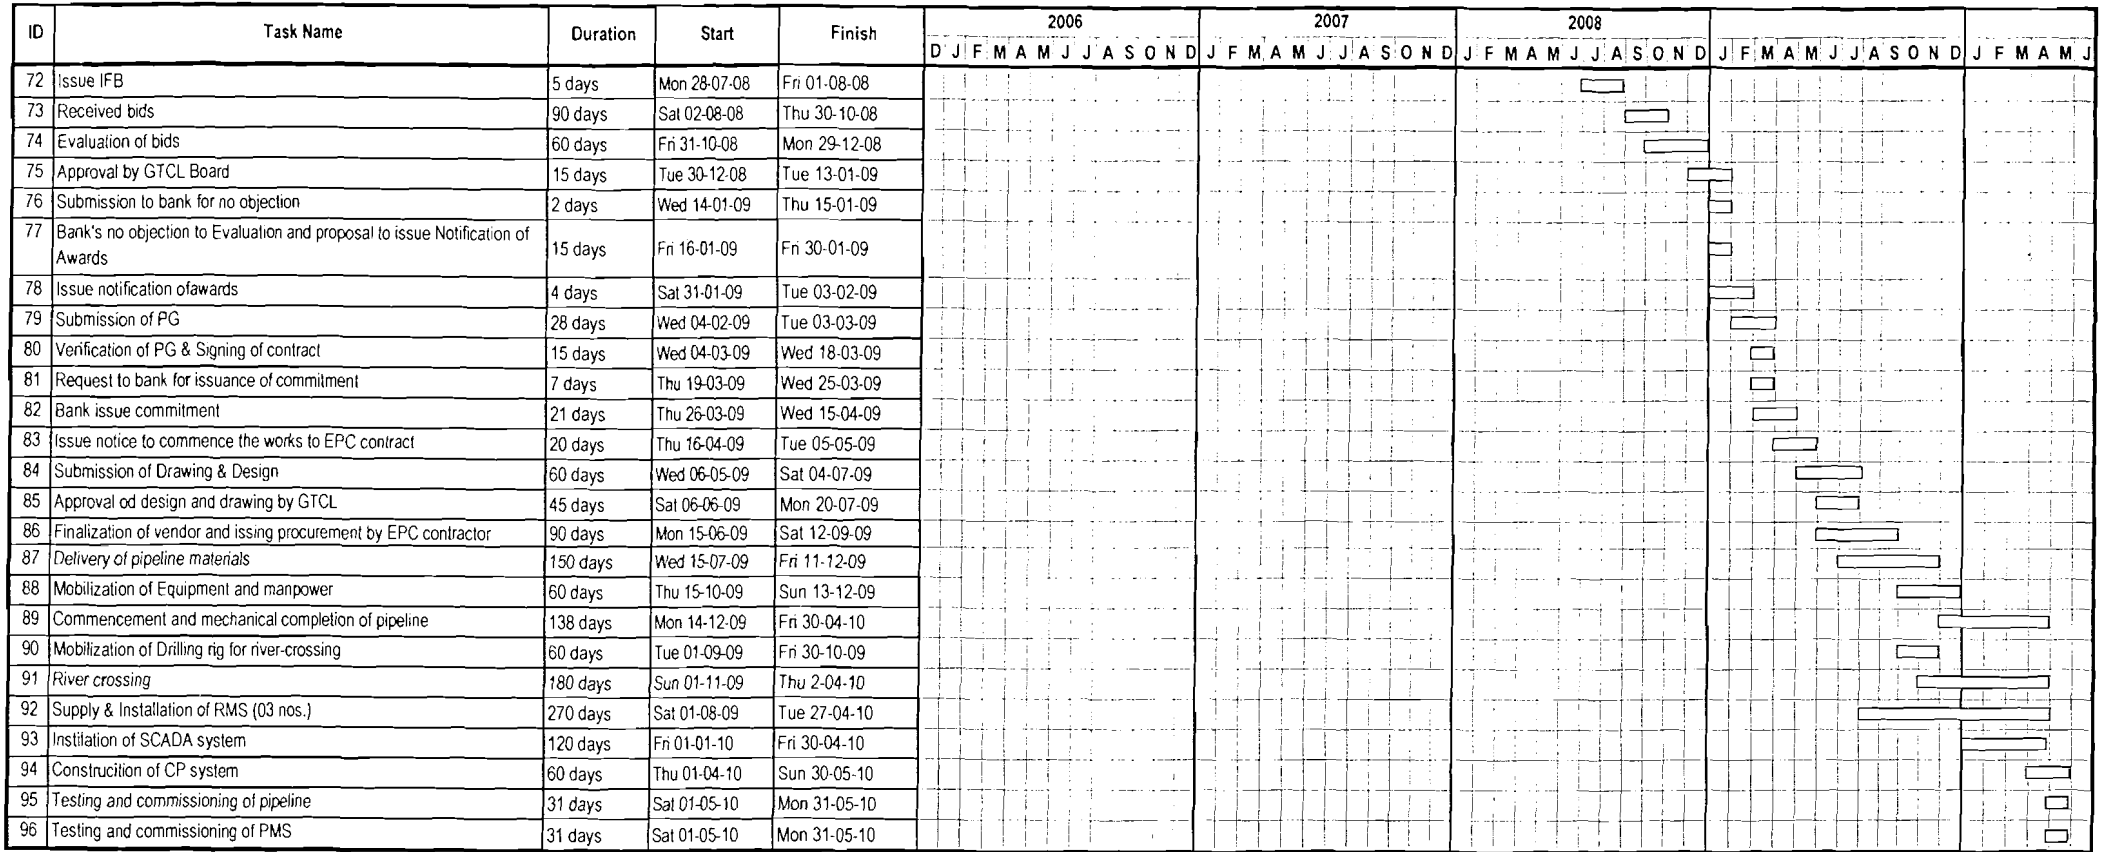 ID Task Name Duration Start Finish 2006 2007 2008
D J F M A M J J A S O N D J F M A M J J A S O N D J F M A M J J A S O N D J F M A M J J A S O N D J F M A M J
72 Issue IFB 5 days Mon 28-07-08 Fri 01-08-08
73 Received bids 90 days Sat 02-08-08 Thu 30-10-08
74 Evaluation of bids 60 days Fri 31-10-08 Mon 29-12-08
75 Approval by GTCL Board 15 days Tue 30-12-08 Tue 13-01-09
76 Submission to bank for no objection 2 days Wed 14-01-09 Thu 15-01-09
77 Bank's no objection to Evaluation and proposal to issue Notification of
Awards 15 days Fri 16-01-09 Fri 30-01-09
78 Issue notification ofawards 4 days Sat 31-01-09 Tue 03-02-09
79 Submission of PG 28 days Wed 04-02-09 Tue 03-03-09
80 Verification of PG & Signing of contract 15 days Wed 04-03-09 Wed 18-03-09
81 Request to bank for issuance of commitment 7 days Thu 19-03-09 Wed 25-03-09
82 Bank issue commitment 21 days Thu 26-03-09 Wed 15-04-09
83 Issue notice to commence the works to EPC contract 20 days Thu 16-04-09 Tue 05-05-09
84 Submission of Drawing & Design 60 days Wed 06-05-09 Sat 04-07-09
85 Approval od design and drawing by GTCL 45 days Sat 06-06-09 Mon 20-07-09
86 Finalization of vendor and issing procurement by EPC contractor 90 days Mon 15-06-09 Sat 12-09-09
87 Delivery of pipeline materials 150 days Wed 15-07-09 Fri 11-12-09
88 Mobilization of Equipment and manpower 60 days Thu 15-10-09 Sun 13-12-09
89 Commencement and mechanical completion of pipeline 138 days Mon 14-12-09 Fri 30-04-10
90 Mobilization of Drilling rig for river-crossing 60 days Tue 01-09-09 Fri 30-10-09
91 River crossing 180 days Sun 01-11-09 Thu 2-04-10
92 Supply & Installation of RMS (03 nos.) 270 days Sat 01-08-09 Tue 27-04-10
93 Instilation of SCADA system 120 days Fri 01-01-10 Fri 30-04-10
94 Construcition of CP system 60 days Thu 01-04-10 Sun 30-05-10
95 Testing and commissioning of pipeline 31 days Sat 01-05-10 Mon 31-05-10
96 Testing and commissioning of PMS 31 days Sat 01-05-10 Mon 31-05-10